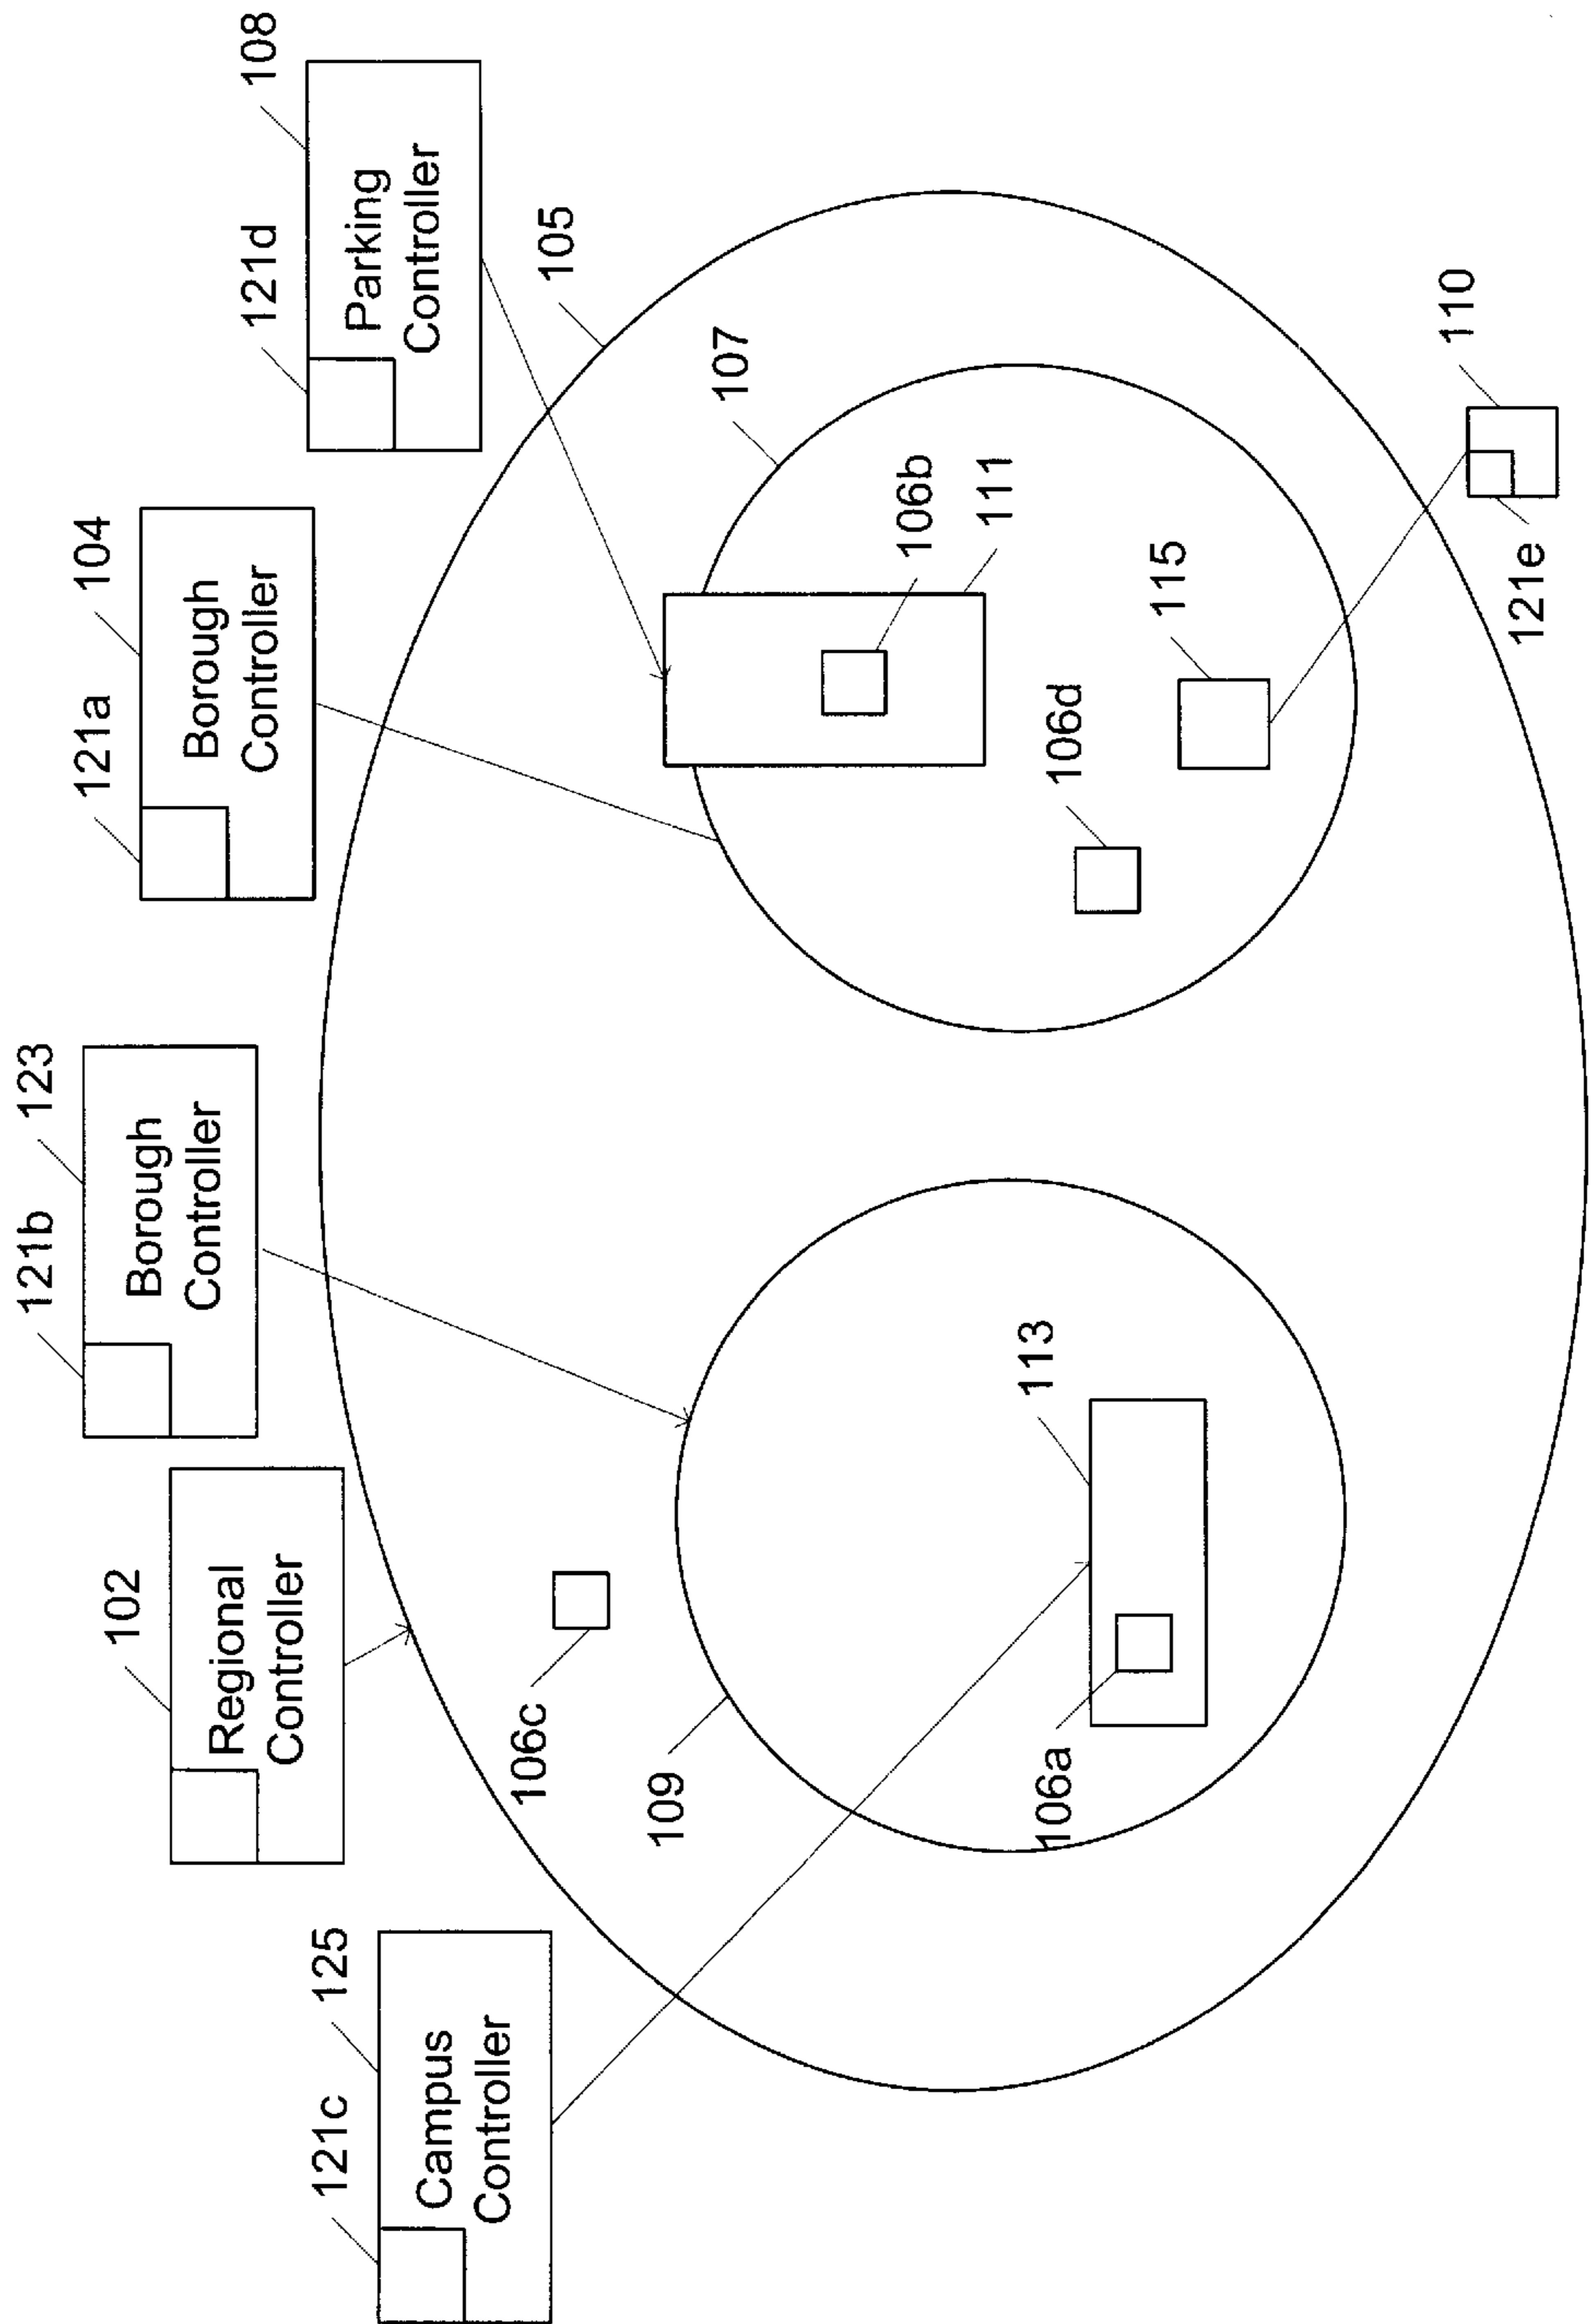 121b
123
121a
104
102
Borough
Controller
Borough
Controller
121d
108
121c
125
Regional
Controller
Parking
Controller
Campus
Controller
105
106c
107
109
106b
111
113
106d
115
106a
110
121e